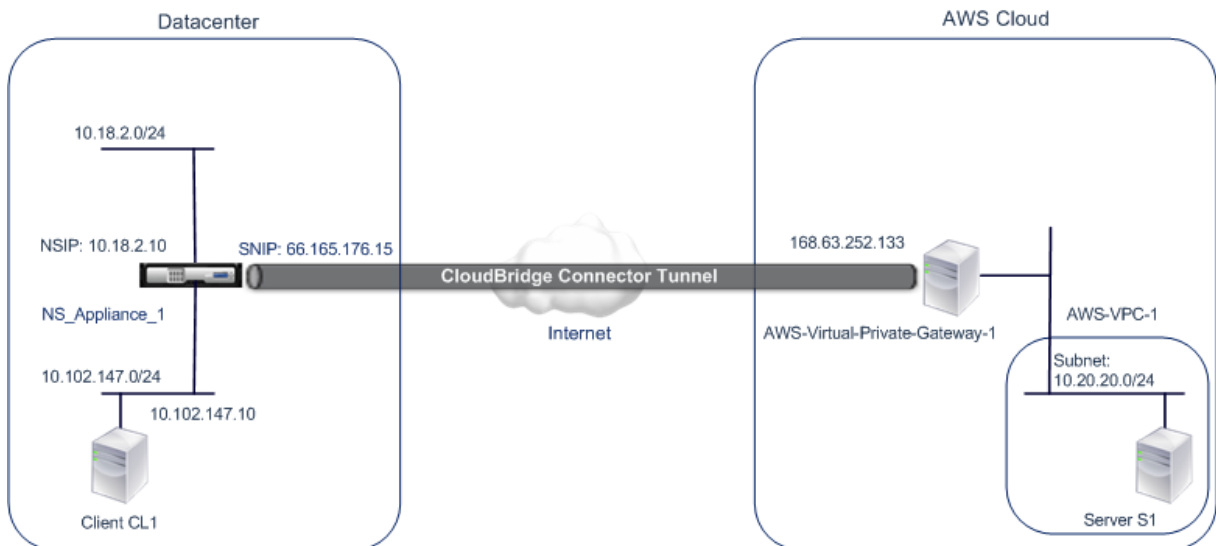 Datacenter
AWS Cloud
10.18.2.0/24
NSIP: 10.18.2.10
SNIP: 66.165.176.15
168.63.252.133
CloudBridge Connector Tunnel
NS_Appliance_1
Internet
AWS-Virtual-Private-Gateway-1
AWS-VPC-1
10.102.147.0/24
10.102.147.10
Subnet:
10.20.20.0/24
Client CL1
Server S1